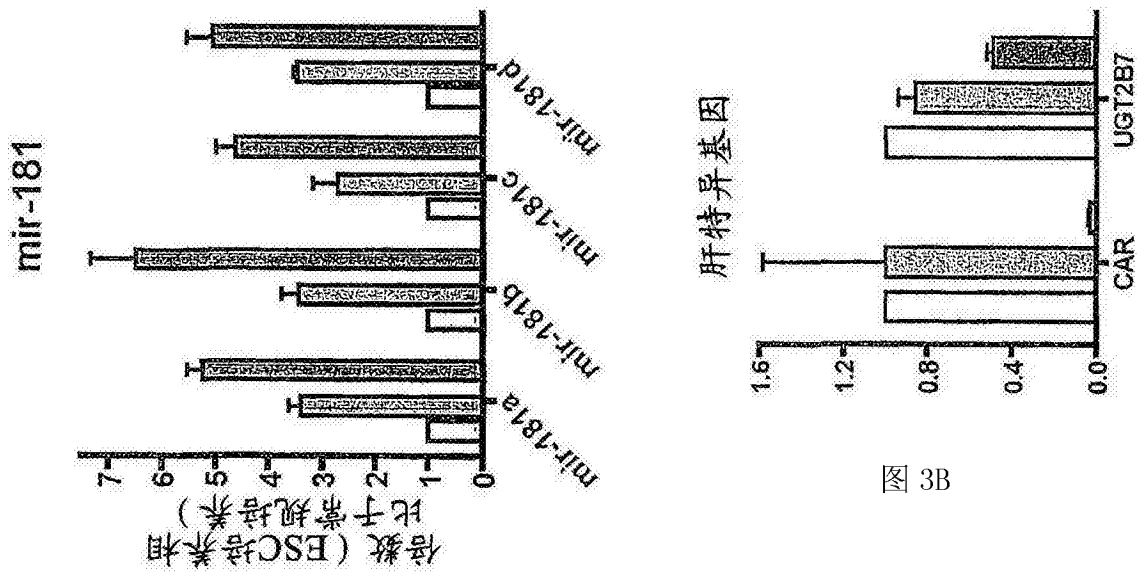 mir-181
倍数（ESC培养相
比于常规培养）
7
6
5
4
3
2
1
0
mir-181a
mir-181b
mir-181c
mir-181d
肝特异基因
1.6
1.2
0.8
0.4
0.0
CAR
UGT2B7
图 3B